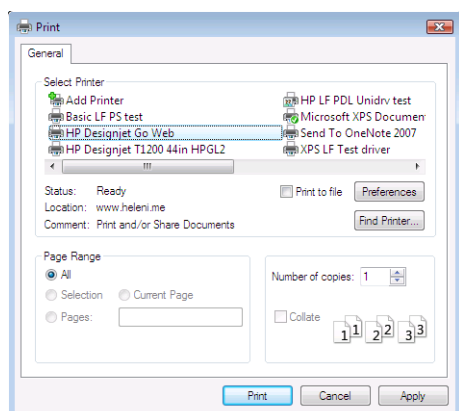 Print
General
Select Printer
Add Printer
Basic LF PS test
HP Designjet Go Web
HP Designjet T1200 44in HPGL2
HP LF PDL Unidrv test
Microsoft XPS Documen
Send To OneNote 2007
XPS LF Test driver
Status: Ready
Print to file
Preferences
Location: www.heleni.me
Comment: Print and/or Share Documents
Find Printer...
Page Range
All
Selection
Current Page
Pages:
Number of copies: 1
Collate
1 1 2 2 3 3
Print
Cancel
Apply